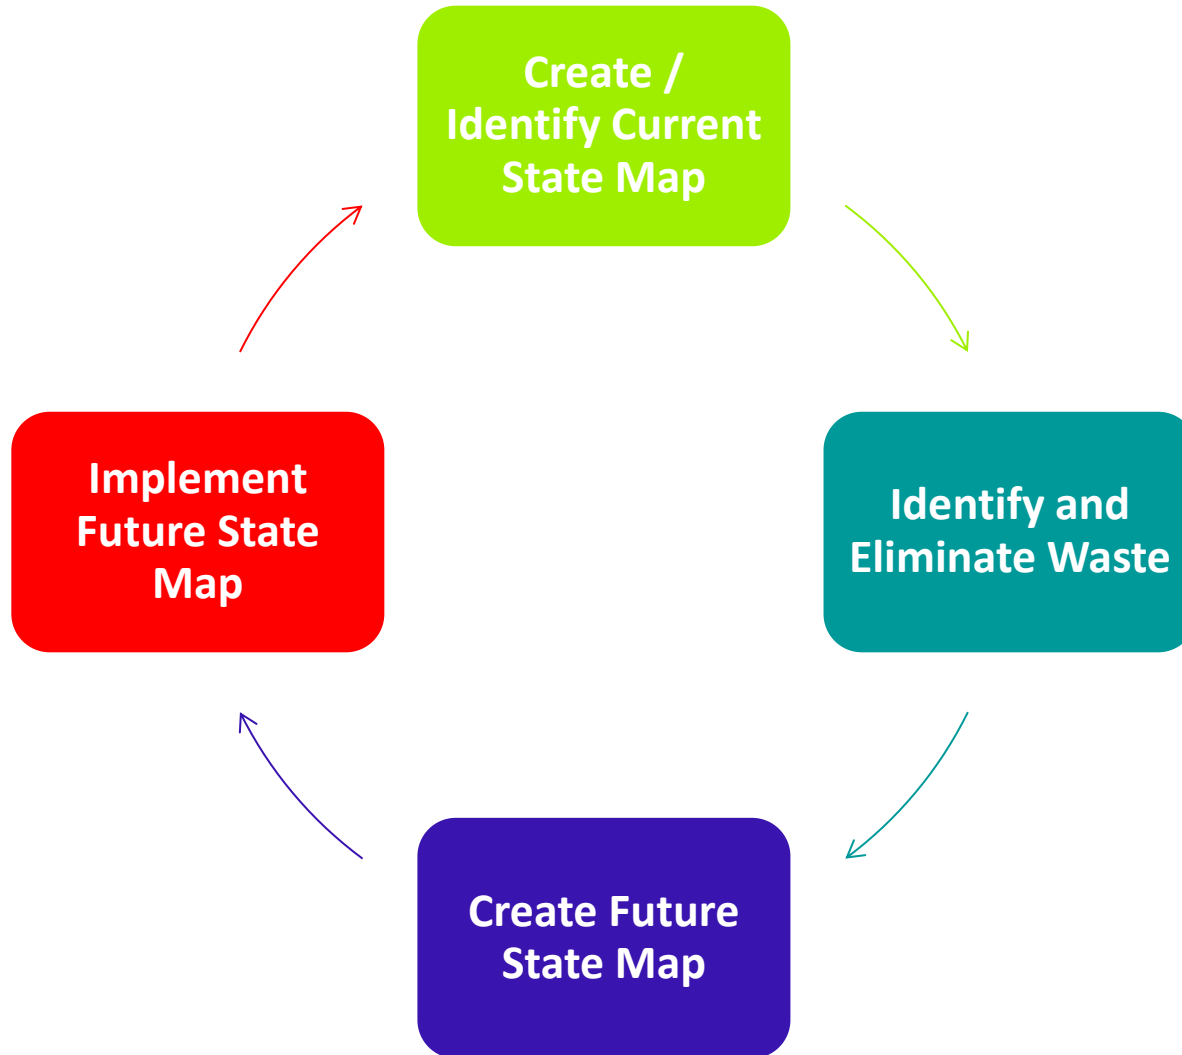 Create /
Identify Current
State Map
Identify and
Eliminate Waste
Create Future
State Map
Implement
Future State
Map